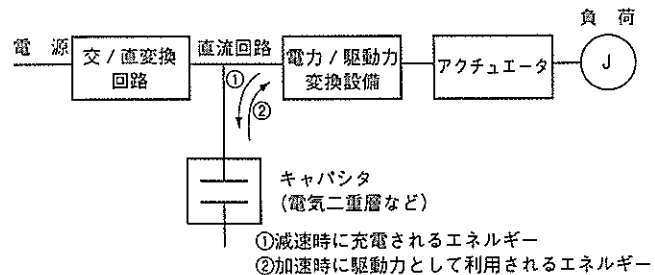 負 荷
電 源
交 / 直変換
回路
直流回路
電力 / 駆動力
変換設備
アクチュエータ
J
①
②
キャパシタ
(電気二重層など)
①減速時に充電されるエネルギー
②加速時に駆動力として利用されるエネルギー